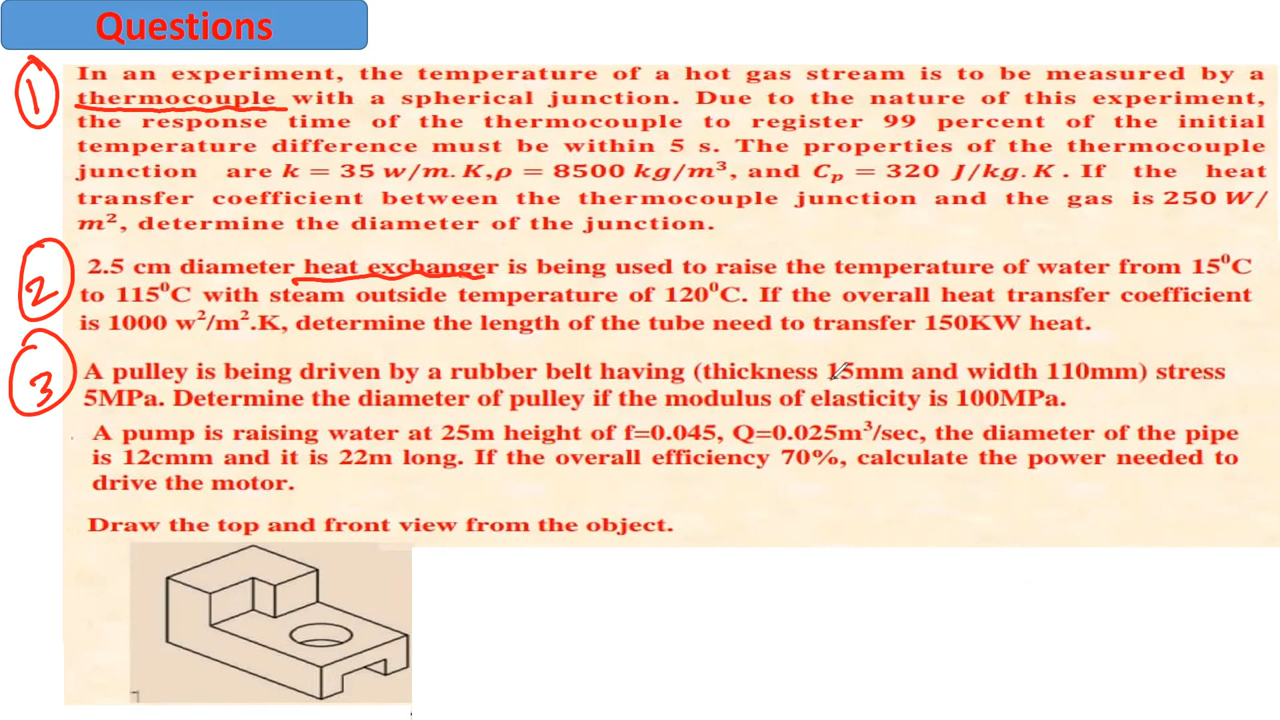 Questions
1
In an experiment, the temperature of a hot gas stream is to be measured by a
thermocouple with a spherical junction. Due to the nature of this experiment,
the response time of the thermocouple to register 99 percent of the initial
temperature difference must be within 5 s. The properties of the thermocouple
junction are k = 35 w/m. K, ρ = 8500 kg/m³, and Cₚ = 320 J/kg. K . If the heat
transfer coefficient between the thermocouple junction and the gas is 250 W/
m², determine the diameter of the junction.
2
2.5 cm diameter heat exchanger is being used to raise the temperature of water from 15⁰C
to 115⁰C with steam outside temperature of 120⁰C. If the overall heat transfer coefficient
is 1000 w²/m².K, determine the length of the tube need to transfer 150KW heat.
3
A pulley is being driven by a rubber belt having (thickness 15mm and width 110mm) stress
5MPa. Determine the diameter of pulley if the modulus of elasticity is 100MPa.
A pump is raising water at 25m height of f=0.045, Q=0.025m³/sec, the diameter of the pipe
is 12cmm and it is 22m long. If the overall efficiency 70%, calculate the power needed to
drive the motor.
Draw the top and front view from the object.